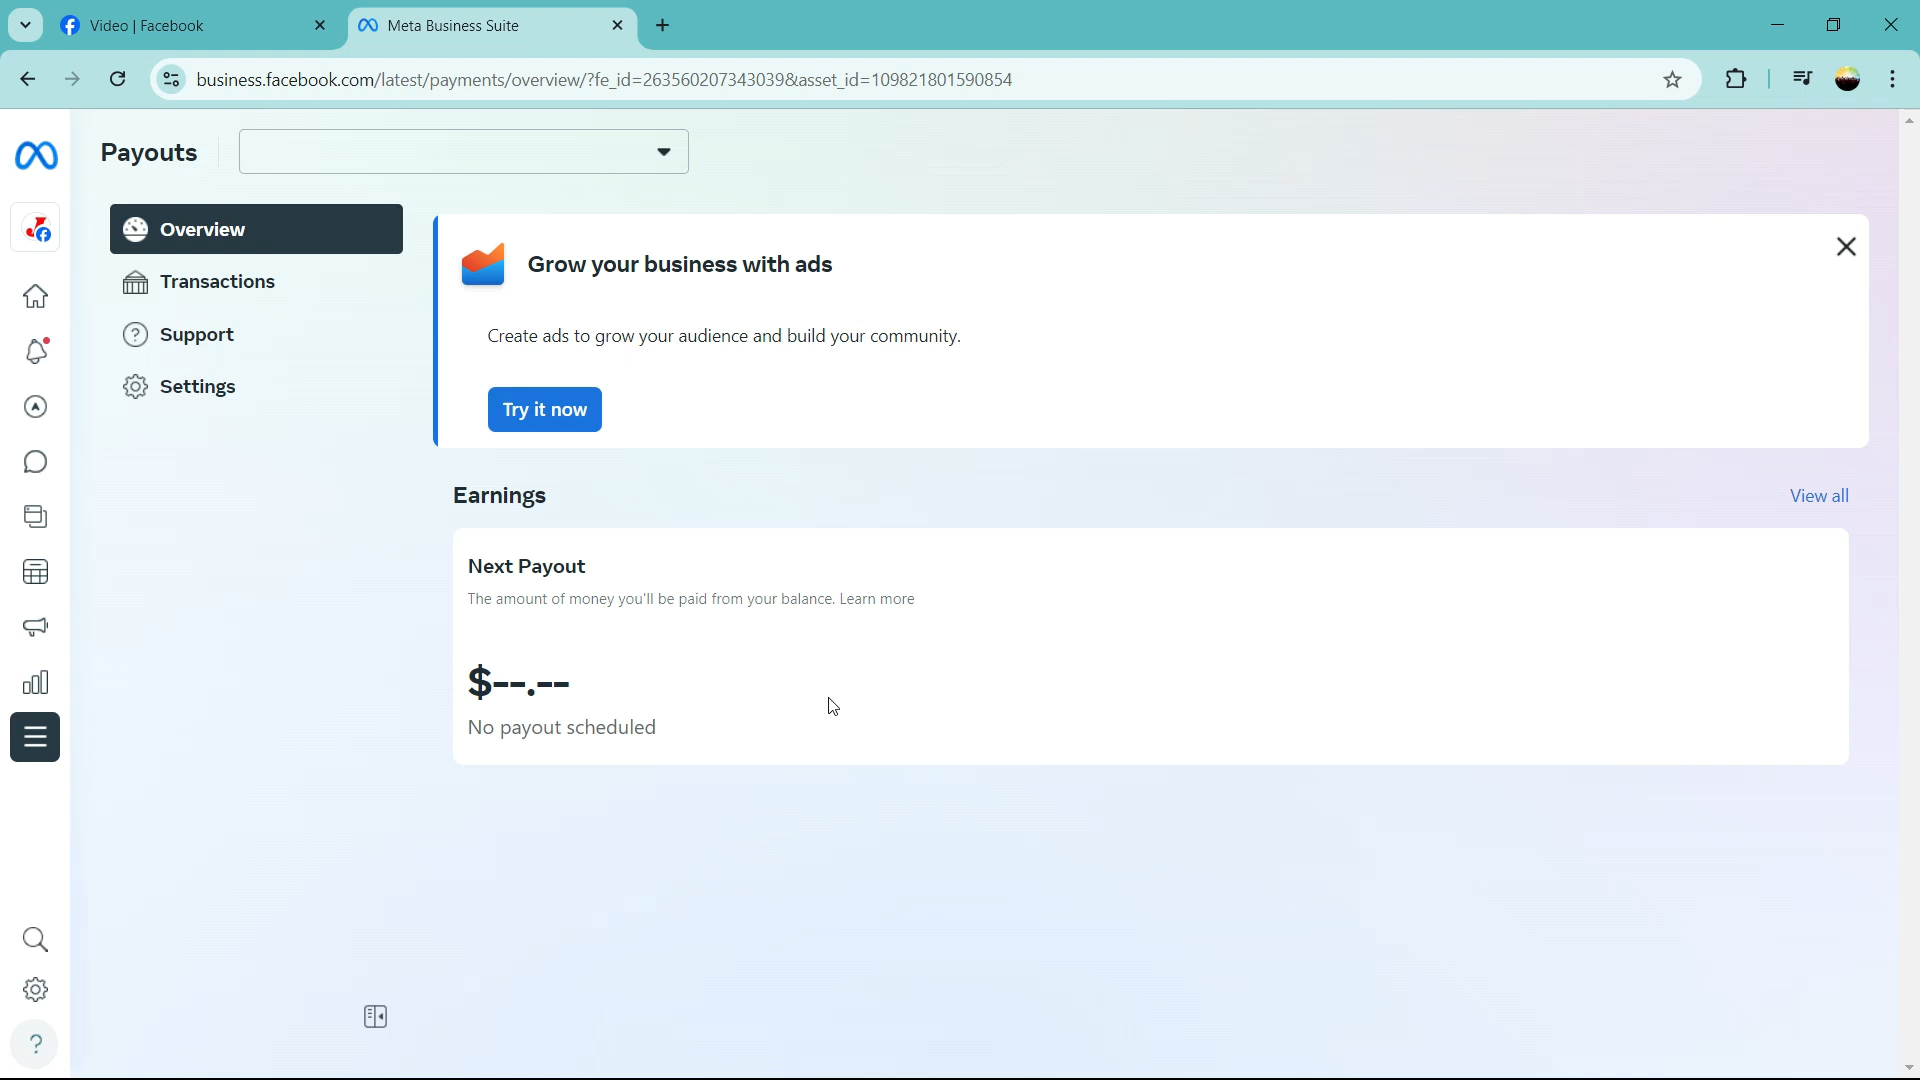 Video | Facebook
Meta Business Suite
business.facebook.com/latest/payments/overview/?fe_id=263560207343039&asset_id=109821801590854
Payouts
Overview
Transactions
Support
Settings
Grow your business with ads
Create ads to grow your audience and build your community.
Try it now
Earnings
View all
Next Payout
The amount of money you'll be paid from your balance. Learn more
$--.--
No payout scheduled